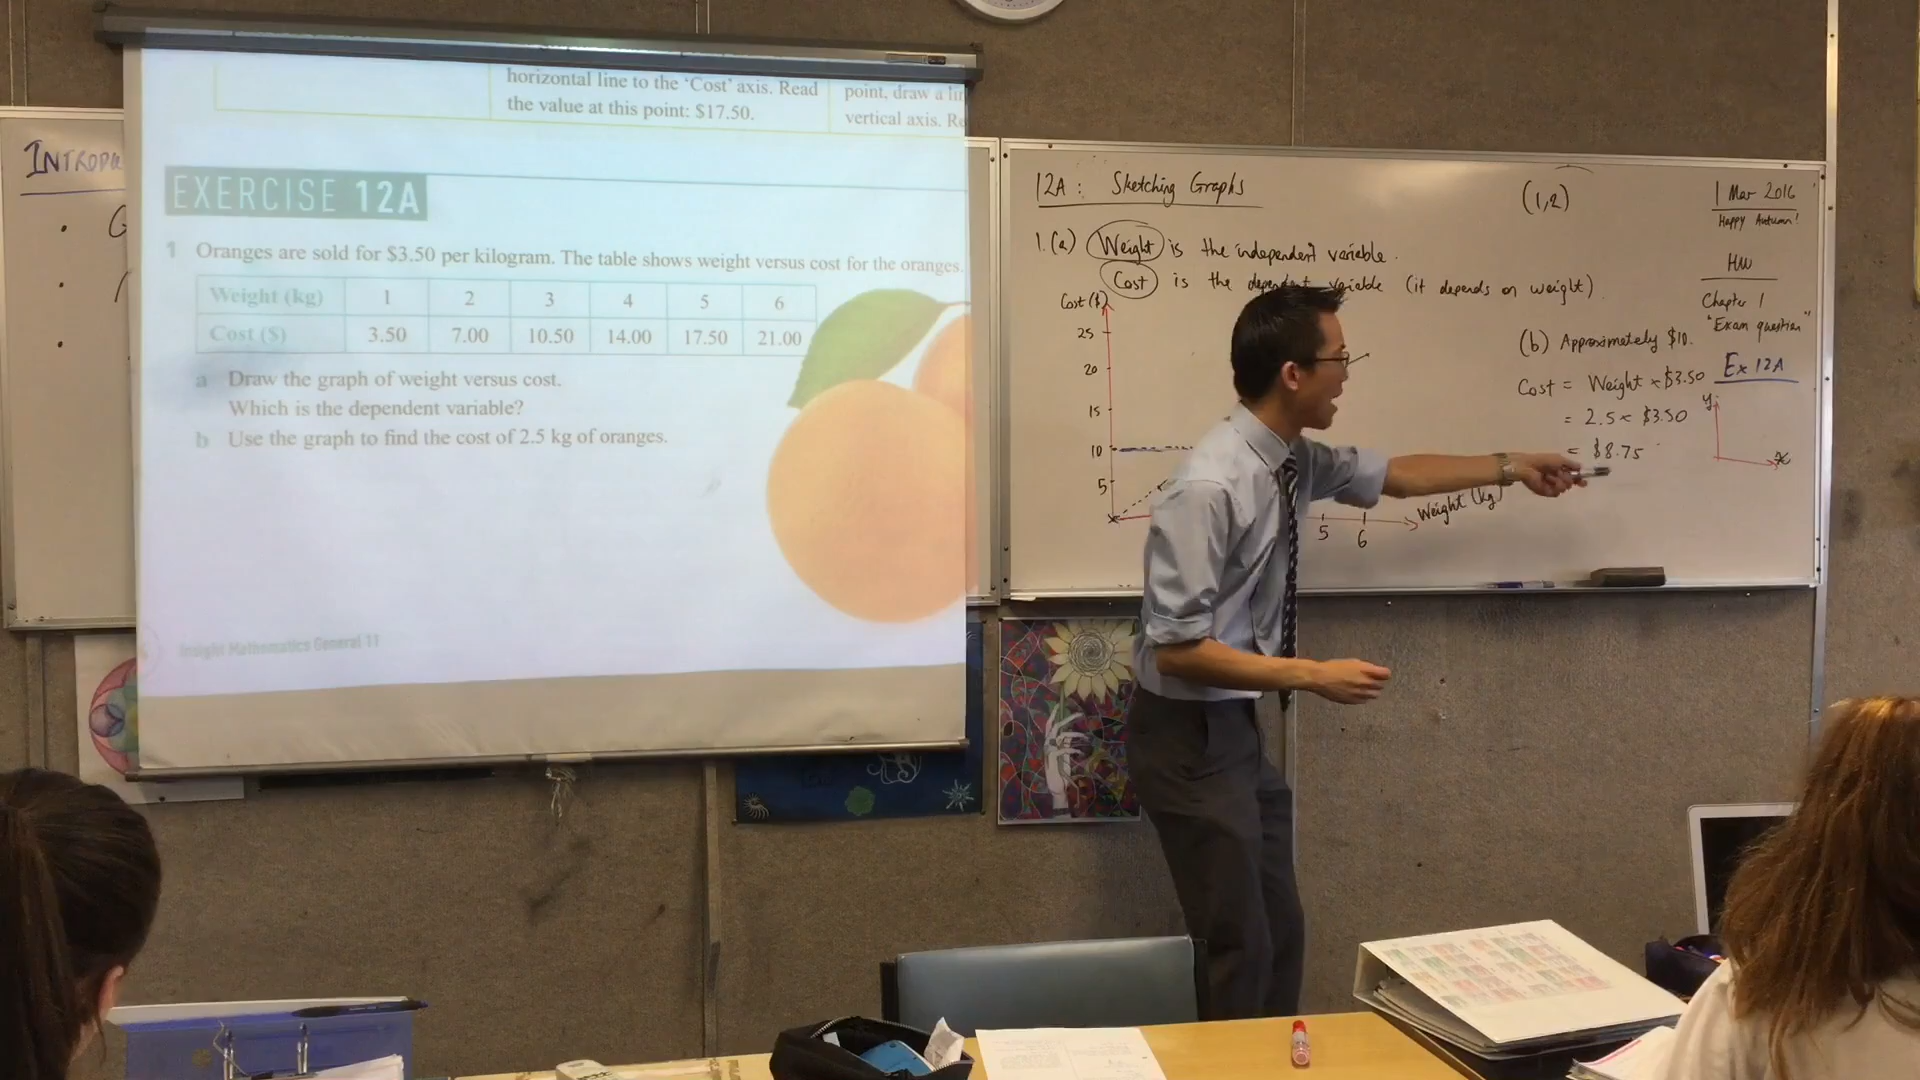 horizontal line to the 'Cost' axis. Read
the value at this point: $17.50.
point, draw a
vertical axis.
EXERCISE 12A
1 Oranges are sold for $3.50 per kilogram. The table shows weight versus cost for the oranges.
Weight (kg) 1 2 3 4 5 6
Cost ($) 3.50 7.00 10.50 14.00 17.50 21.00
a Draw the graph of weight versus cost.
Which is the dependent variable?
b Use the graph to find the cost of 2.5 kg of oranges.
Insight Mathematics General 11
12A: Sketching Graphs
(1,2)
1 Mar 2016
Happy Autumn!
1. (a) Weight is the independent variable.
Cost is the dependent variable (it depends on weight)
Cost ($)
25
20
15
10
5
5 6
Weight (kg)
(b) Approximately $10.
Cost = Weight × $3.50
= 2.5 × $3.50
= $8.75
HW
Chapter 1
"Exam question"
Ex 12A
y
x